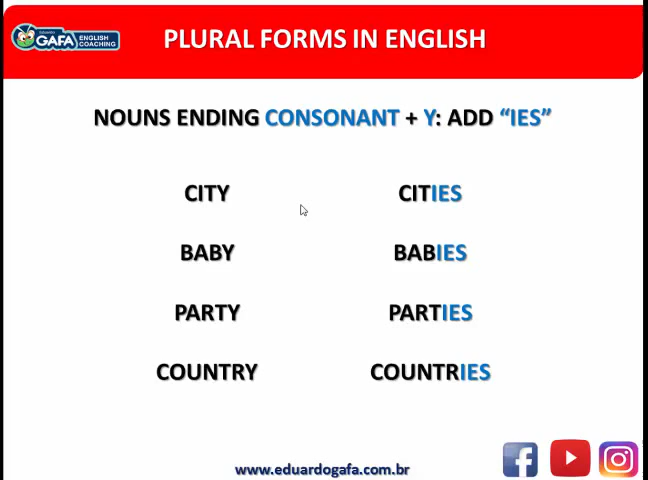 Eduardo
GAFA ENGLISH COACHING
PLURAL FORMS IN ENGLISH
NOUNS ENDING CONSONANT + Y: ADD “IES”
CITY CITIES
BABY BABIES
PARTY PARTIES
COUNTRY COUNTRIES
www.eduardogafa.com.br